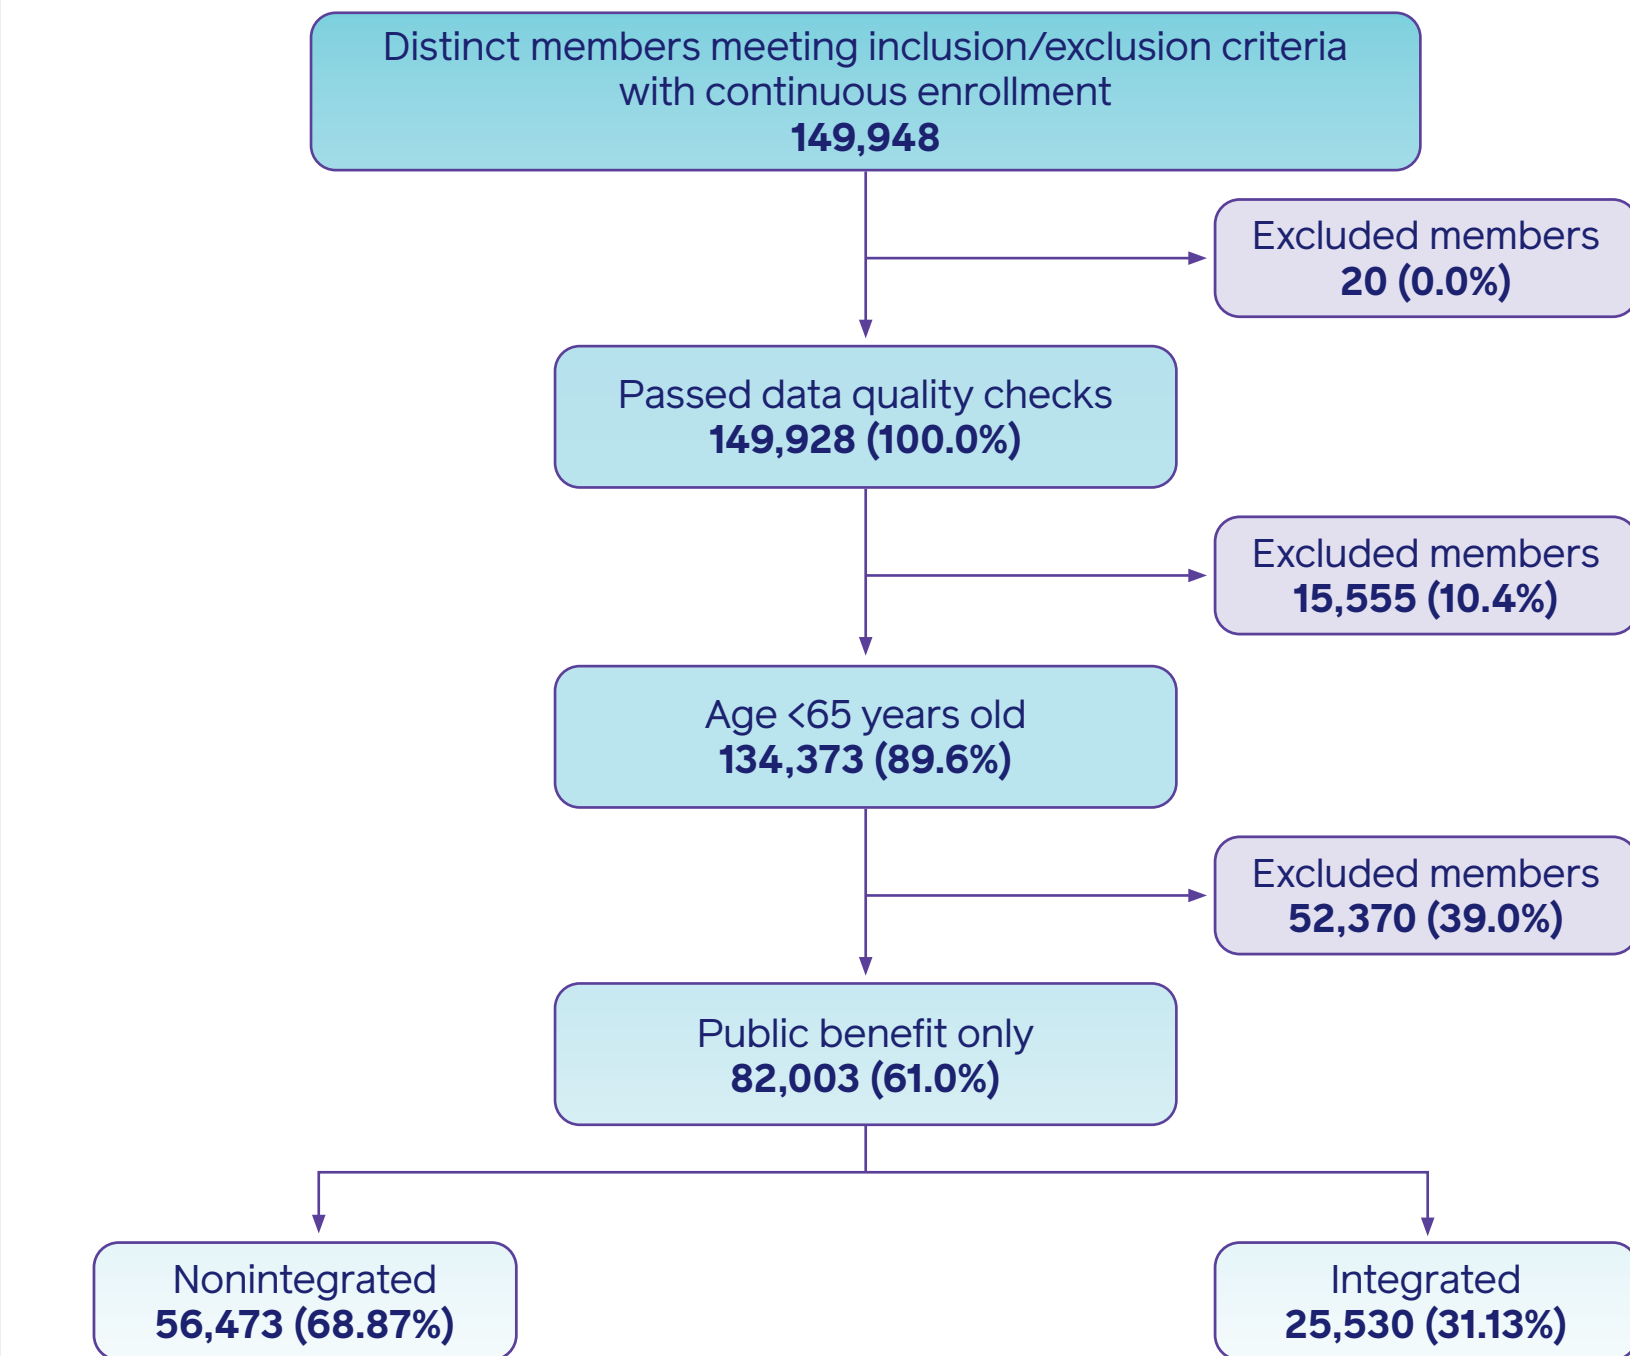 Distinct members meeting inclusion/exclusion criteria
with continuous enrollment
149,948
Excluded members
20 (0.0%)
Passed data quality checks
149,928 (100.0%)
Excluded members
15,555 (10.4%)
Age <65 years old
134,373 (89.6%)
Excluded members
52,370 (39.0%)
Public benefit only
82,003 (61.0%)
Nonintegrated
56,473 (68.87%)
Integrated
25,530 (31.13%)